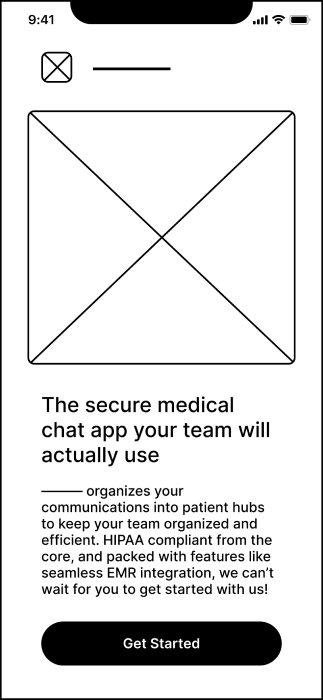 9:41
The secure medical
chat app your team will
actually use
organizes your
communications into patient hubs
to keep your team organized and
efficient. HIPAA compliant from the
core, and packed with features like
seamless EMR integration, we can’t
wait for you to get started with us!
Get Started